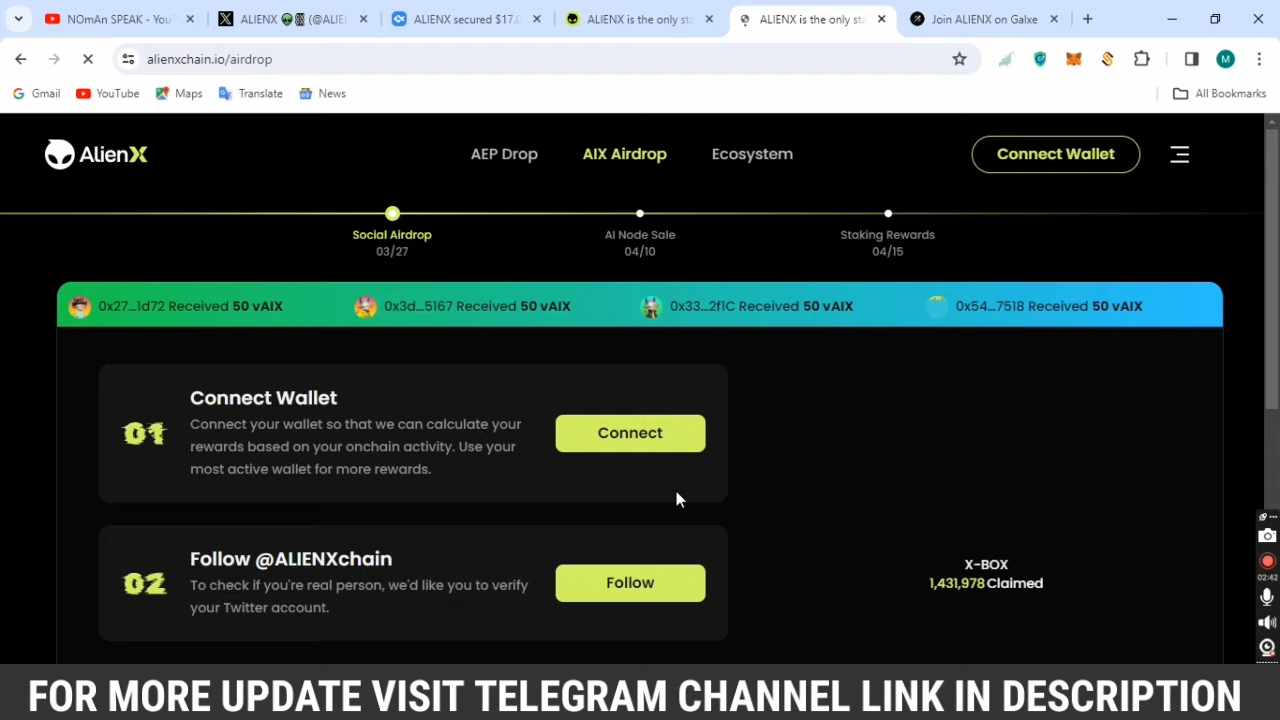 NOmAn SPEAK - You
ALIENX 👽 (@ALIE
ALIENX secured $17.
ALIENX is the only sta
ALIENX is the only sta
Join ALIENX on Galxe
alienxchain.io/airdrop
M
Gmail
YouTube
Maps
Translate
News
All Bookmarks
AlienX
AEP Drop
AIX Airdrop
Ecosystem
Connect Wallet
Social Airdrop
03/27
AI Node Sale
04/10
Staking Rewards
04/15
0x27...1d72 Received 50 vAIX
0x3d...5167 Received 50 vAIX
0x33...2f1C Received 50 vAIX
0x54...7518 Received 50 vAIX
01
Connect Wallet
Connect your wallet so that we can calculate your
rewards based on your onchain activity. Use your
most active wallet for more rewards.
Connect
02
Follow @ALIENXchain
To check if you're real person, we'd like you to verify
your Twitter account.
Follow
X-BOX
1,431,978 Claimed
02:42
FOR MORE UPDATE VISIT TELEGRAM CHANNEL LINK IN DESCRIPTION